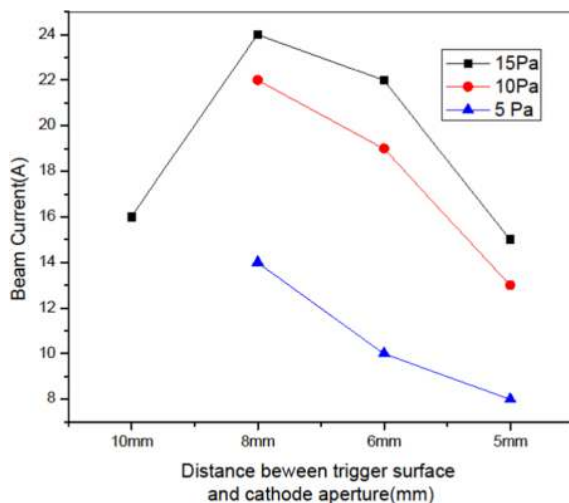 24
22
20
18
16
14
12
10
8
Beam Current(A)
15Pa
10Pa
5 Pa
10mm
8mm
6mm
5mm
Distance beween trigger surface
and cathode aperture(mm)